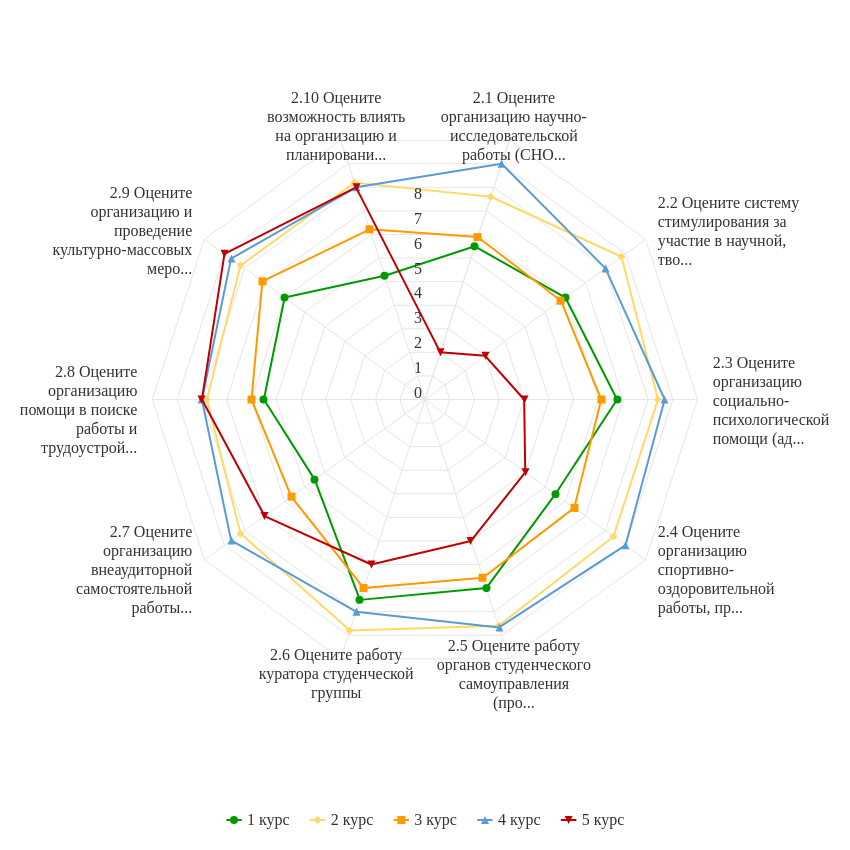 2.10 Оцените
возможность влиять
на организацию и
планировани...
2.1 Оцените
организацию научно-
исследовательской
работы (СНО...
2.2 Оцените систему
стимулирования за
участие в научной,
тво...
2.3 Оцените
организацию
социально-
психологической
помощи (ад...
2.4 Оцените
организацию
спортивно-
оздоровительной
работы, пр...
2.5 Оцените работу
органов студенческого
самоуправления
(про...
2.6 Оцените работу
куратора студенческой
группы
2.7 Оцените
организацию
внеаудиторной
самостоятельной
работы...
2.8 Оцените
организацию
помощи в поиске
работы и
трудоустрой...
2.9 Оцените
организацию и
проведение
культурно-массовых
меро...
8
7
6
5
4
3
2
1
0
1 курс 2 курс 3 курс 4 курс 5 курс